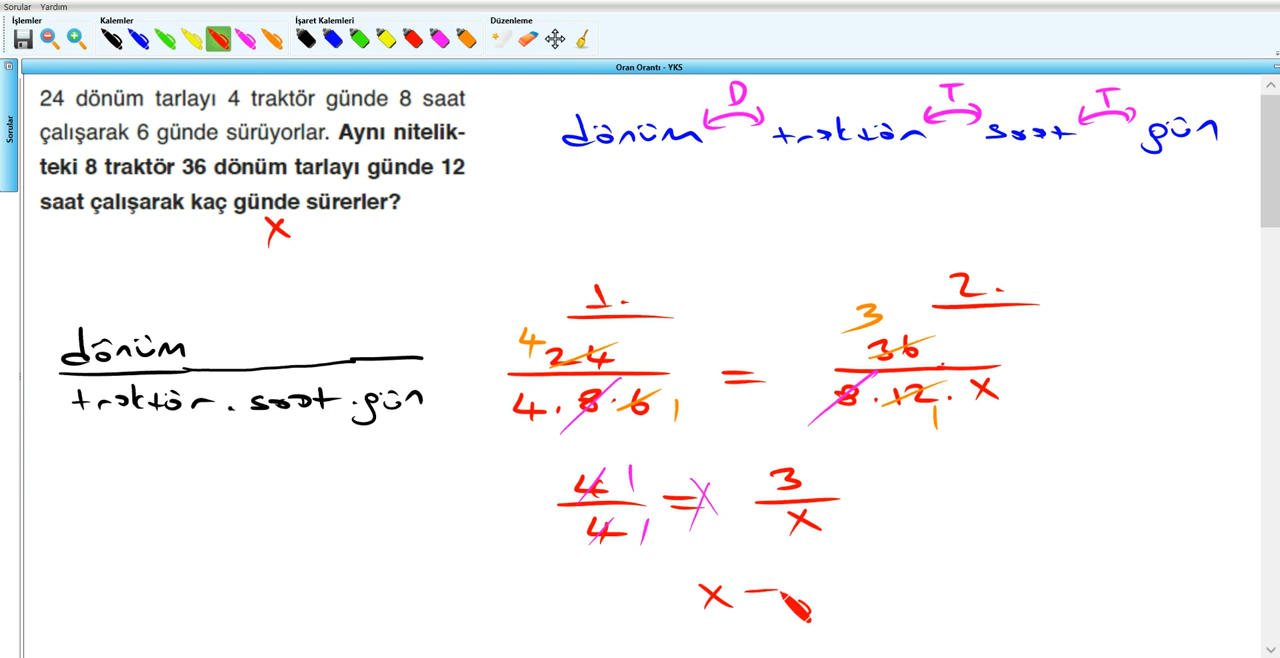 Sorular Yardım
İşlemler Kalemler İşaret Kalemleri Düzenleme
Oran Orantı - YKS
Sorular
24 dönüm tarlayı 4 traktör günde 8 saat
çalışarak 6 günde sürüyorlar. Aynı nitelik-
teki 8 traktör 36 dönüm tarlayı günde 12
saat çalışarak kaç günde sürerler?
x
D T T
dönüm traktör saat gün
1. 2.
4 3
24 36
=
4.8.6 1 8.12.x
1
dönüm
traktör.saat.gün
4 1 = 3
4 1 x
x –